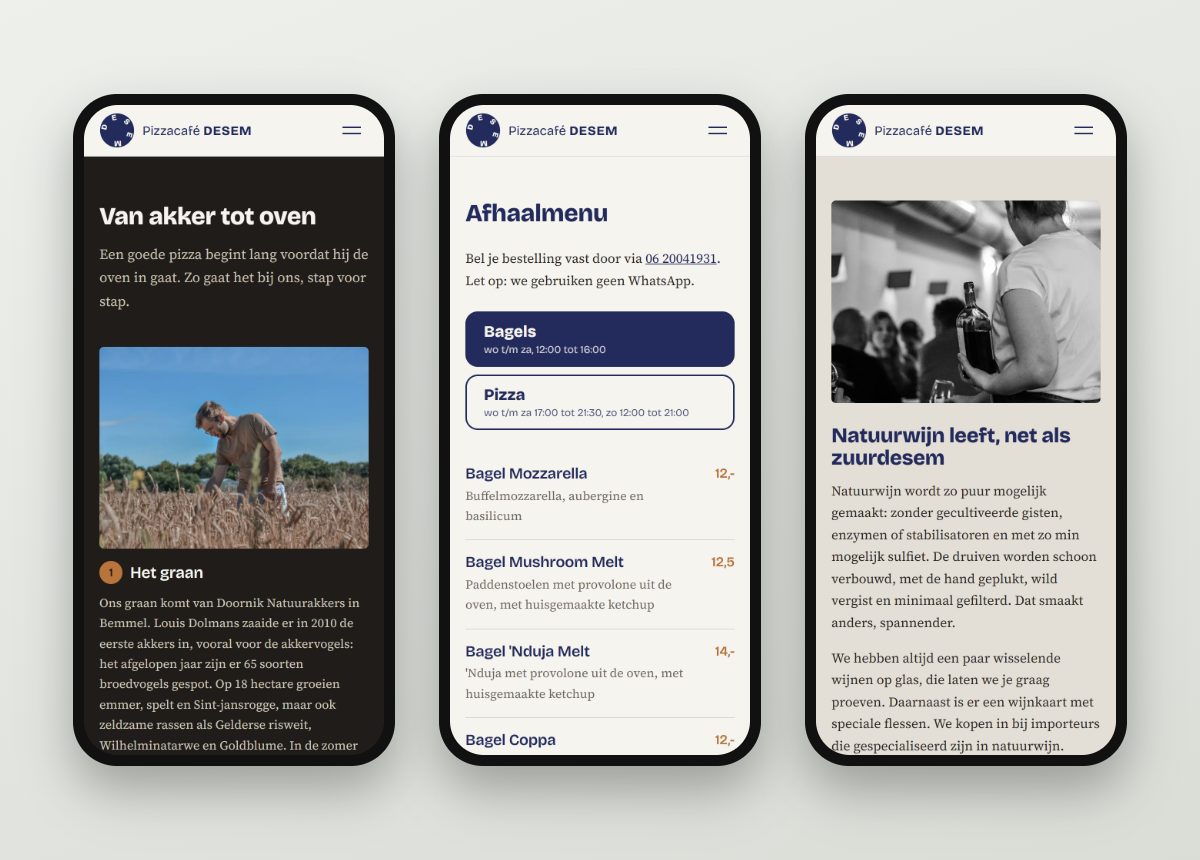 DESEM
Pizzacafé DESEM
Van akker tot oven
Een goede pizza begint lang voordat hij de
oven in gaat. Zo gaat het bij ons, stap voor
stap.
1 Het graan
Ons graan komt van Doornik Natuurakkers in
Bemmel. Louis Dolmans zaaide er in 2010 de
eerste akkers in, vooral voor de akkervogels:
het afgelopen jaar zijn er 65 soorten
broedvogels gespot. Op 18 hectare groeien
emmer, spelt en Sint-jansrogge, maar ook
zeldzame rassen als Gelderse risweit,
Wilhelminatarwe en Goldblume. In de zomer
DESEM
Pizzacafé DESEM
Afhaalmenu
Bel je bestelling vast door via 06 20041931.
Let op: we gebruiken geen WhatsApp.
Bagels
wo t/m za, 12:00 tot 16:00
Pizza
wo t/m za 17:00 tot 21:30, zo 12:00 tot 21:00
Bagel Mozzarella 12,-
Buffelmozzarella, aubergine en
basilicum
Bagel Mushroom Melt 12,5
Paddenstoelen met provolone uit de
oven, met huisgemaakte ketchup
Bagel 'Nduja Melt 14,-
'Nduja met provolone uit de oven, met
huisgemaakte ketchup
Bagel Coppa 12,-
DESEM
Pizzacafé DESEM
Natuurwijn leeft, net als
zuurdesem
Natuurwijn wordt zo puur mogelijk
gemaakt: zonder gecultiveerde gisten,
enzymen of stabilisatoren en met zo min
mogelijk sulfiet. De druiven worden schoon
verbouwd, met de hand geplukt, wild
vergist en minimaal gefilterd. Dat smaakt
anders, spannender.
We hebben altijd een paar wisselende
wijnen op glas, die laten we je graag
proeven. Daarnaast is er een wijnkaart met
speciale flessen. We kopen in bij importeurs
die gespecialiseerd zijn in natuurwijn.